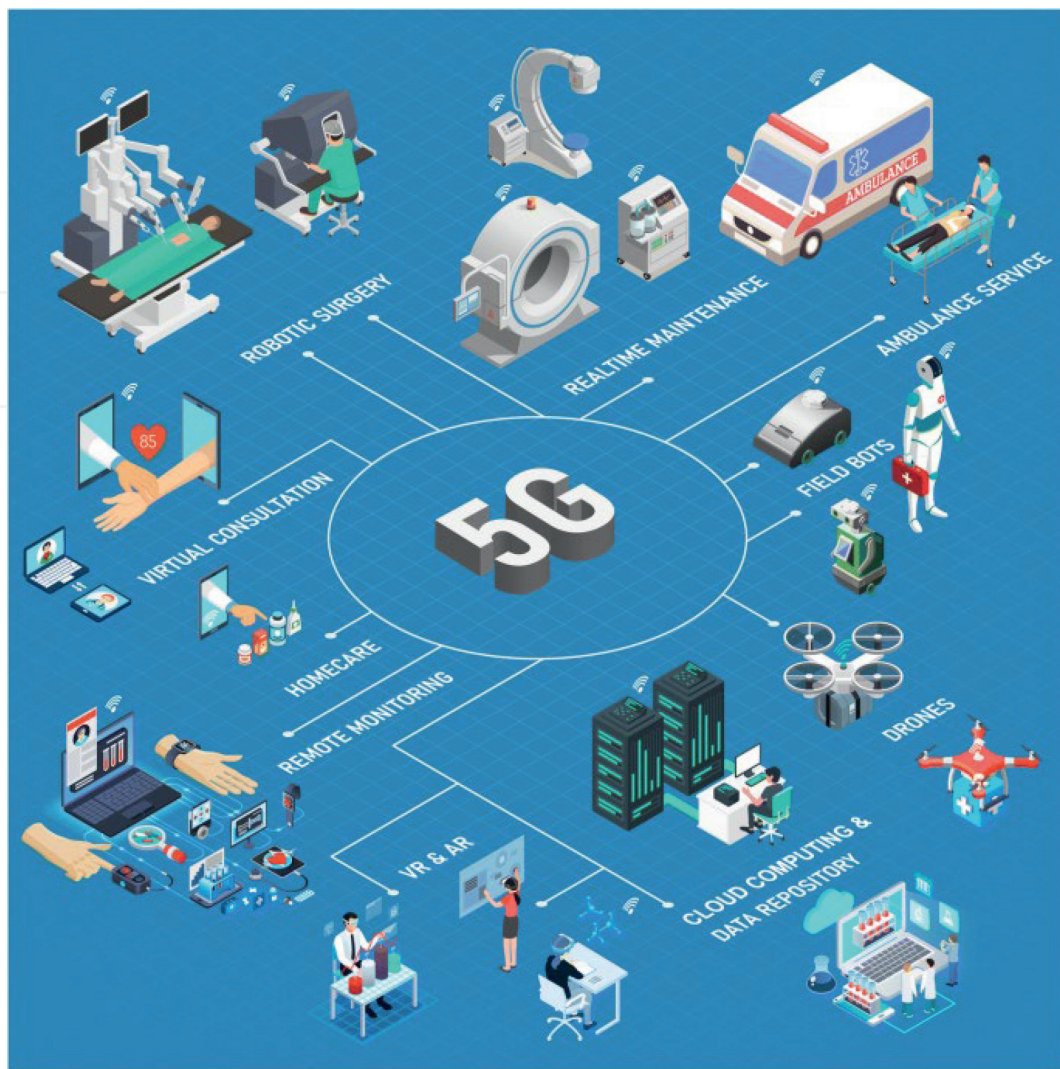 ROBOTIC SURGERY
REALTIME MAINTENANCE
AMBULANCE
AMBULANCE SERVICE
85
VIRTUAL CONSULTATION
5G
FIELD BOTS
HOMECARE
REMOTE MONITORING
DRONES
VR & AR
CLOUD COMPUTING &
DATA REPOSITORY